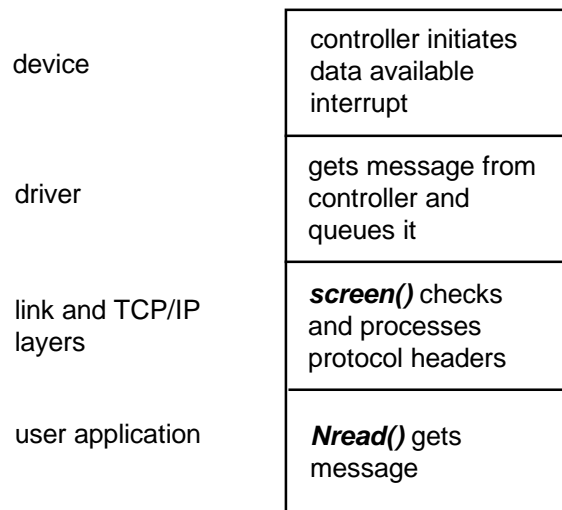 device
controller initiates
data available
interrupt
driver
gets message from
controller and
queues it
link and TCP/IP
layers
screen() checks
and processes
protocol headers
user application
Nread() gets
message